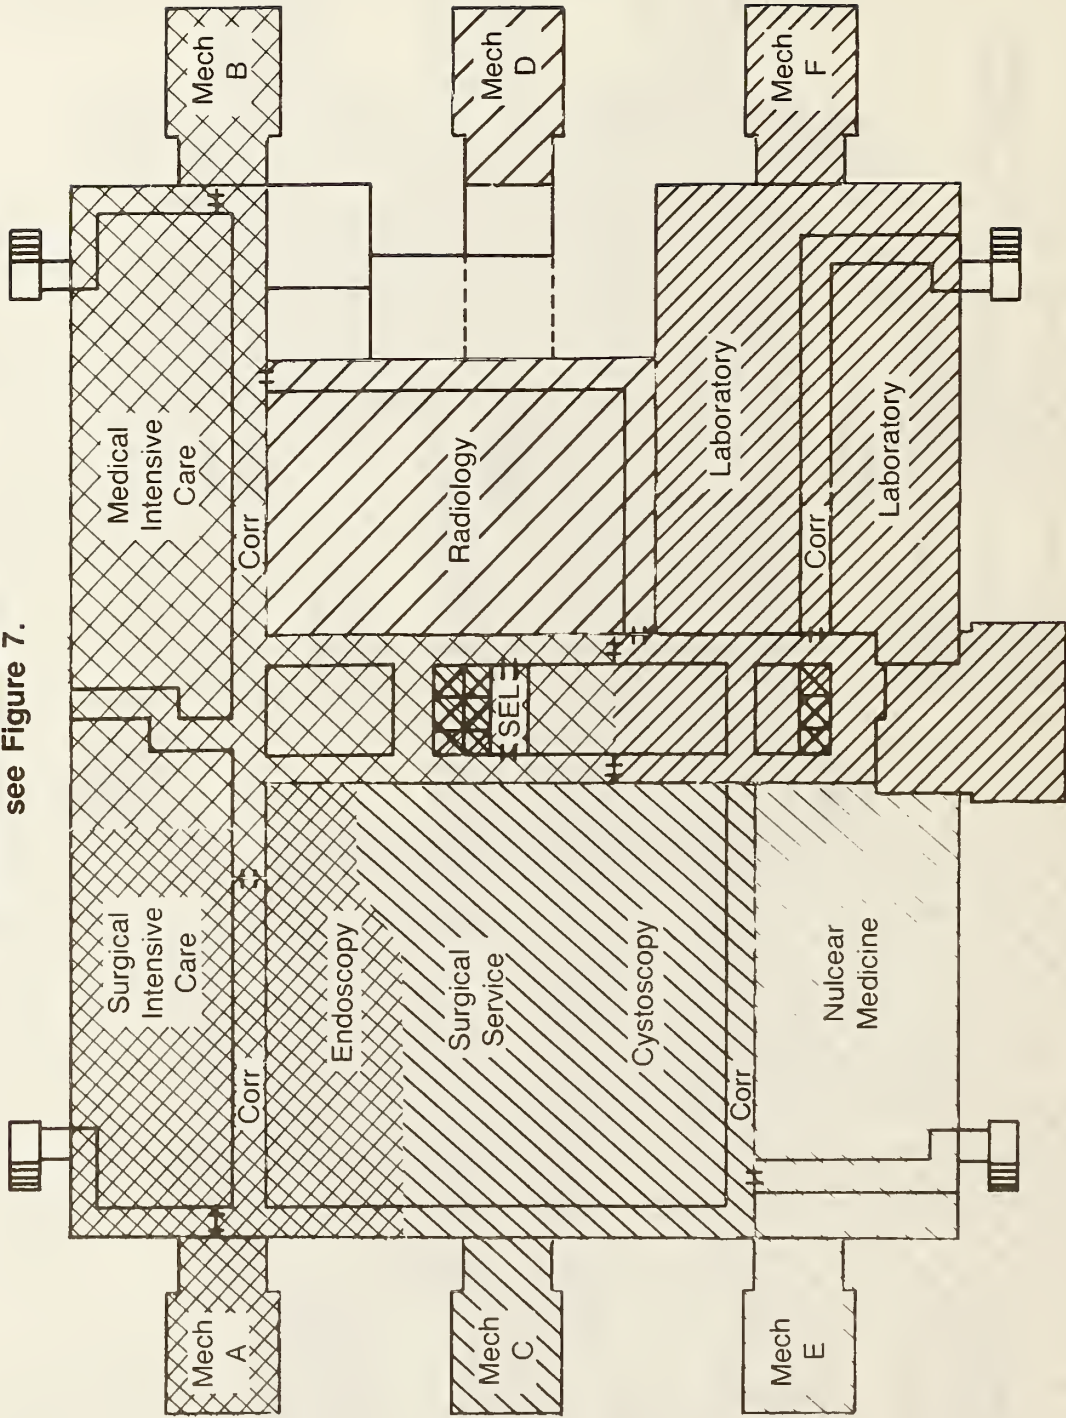 see Figure 7.
Mech
A
Surgical
Intensive
Care
Medical
Intensive
Care
Mech
B
Corr
Corr
Endoscopy
Mech
C
Surgical
Service
SEL
Radiology
Mech
D
Cystoscopy
Corr
Laboratory
Mech
E
Nulcear
Medicine
Corr
Laboratory
Mech
F